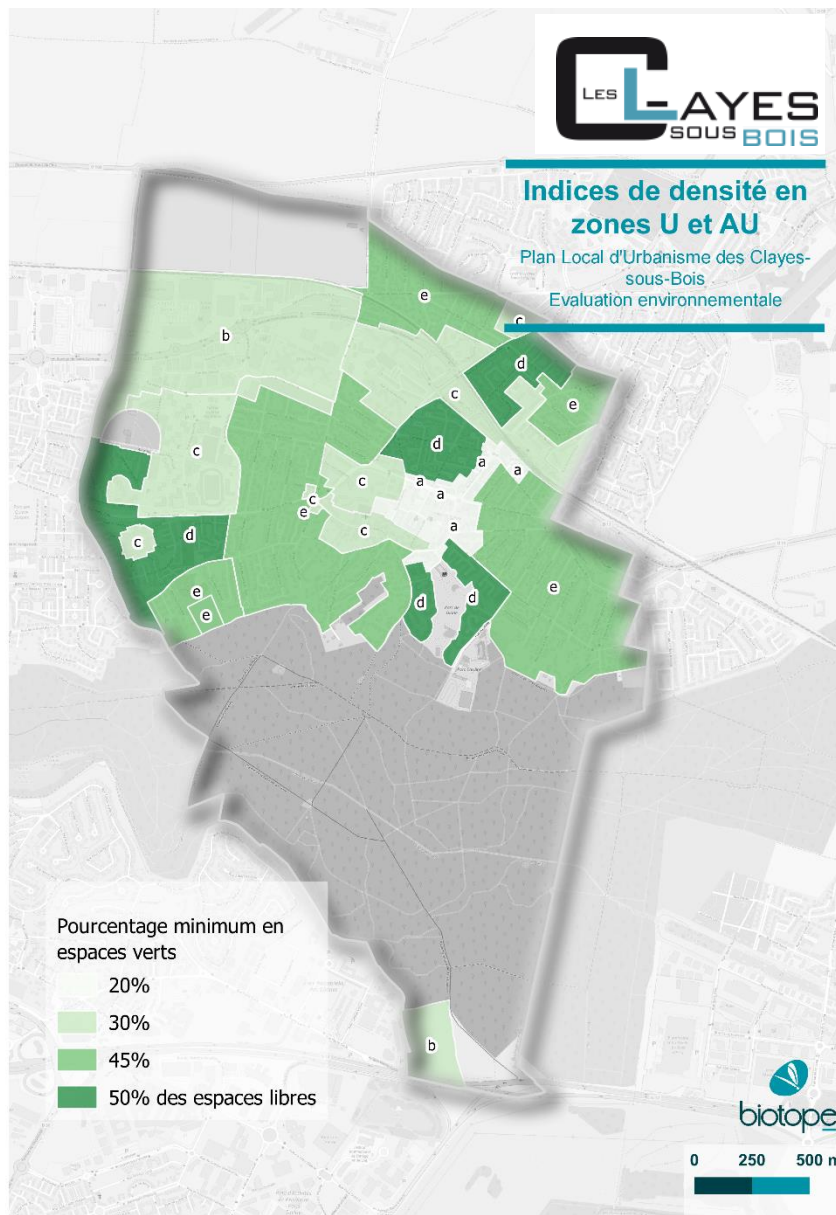 LES CLAYES
SOUS BOIS
Indices de densité en
zones U et AU
Plan Local d'Urbanisme des Clayes-
sous-Bois
Evaluation environnementale
e
c
b
d
c
e
d
c
a
a
c
a
a
c
e
c
a
d
c
e
e
e
d
d
b
Pourcentage minimum en
espaces verts
20%
30%
45%
50% des espaces libres
biotope
0 250 500 m